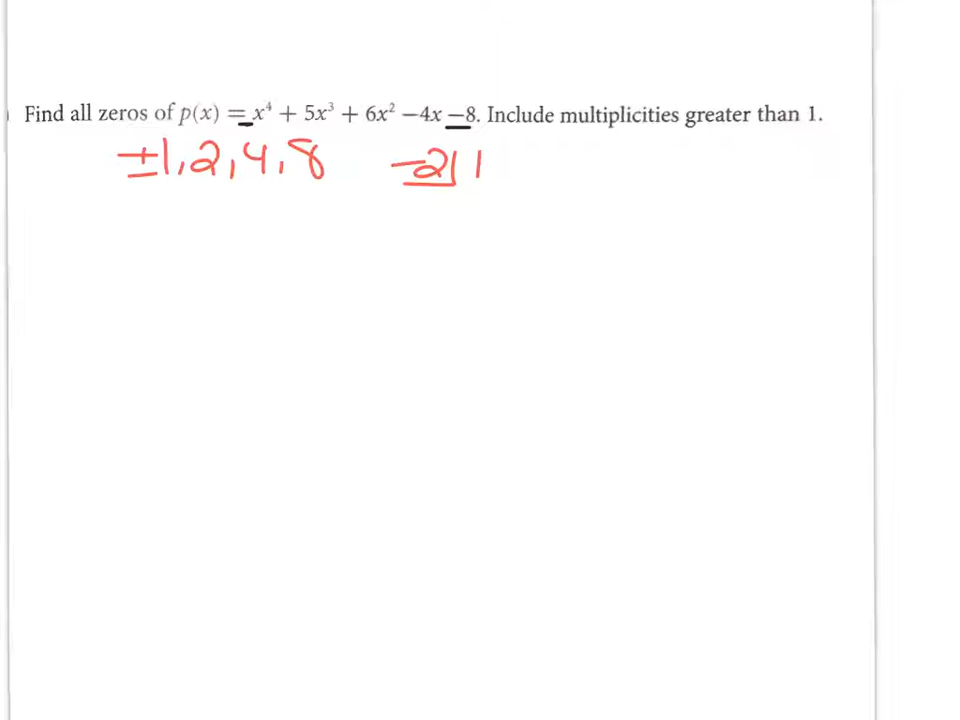 Find all zeros of p(x) = x⁴ + 5x³ + 6x² −4x −8. Include multiplicities greater than 1.
±1, 2, 4, 8 −2| 1